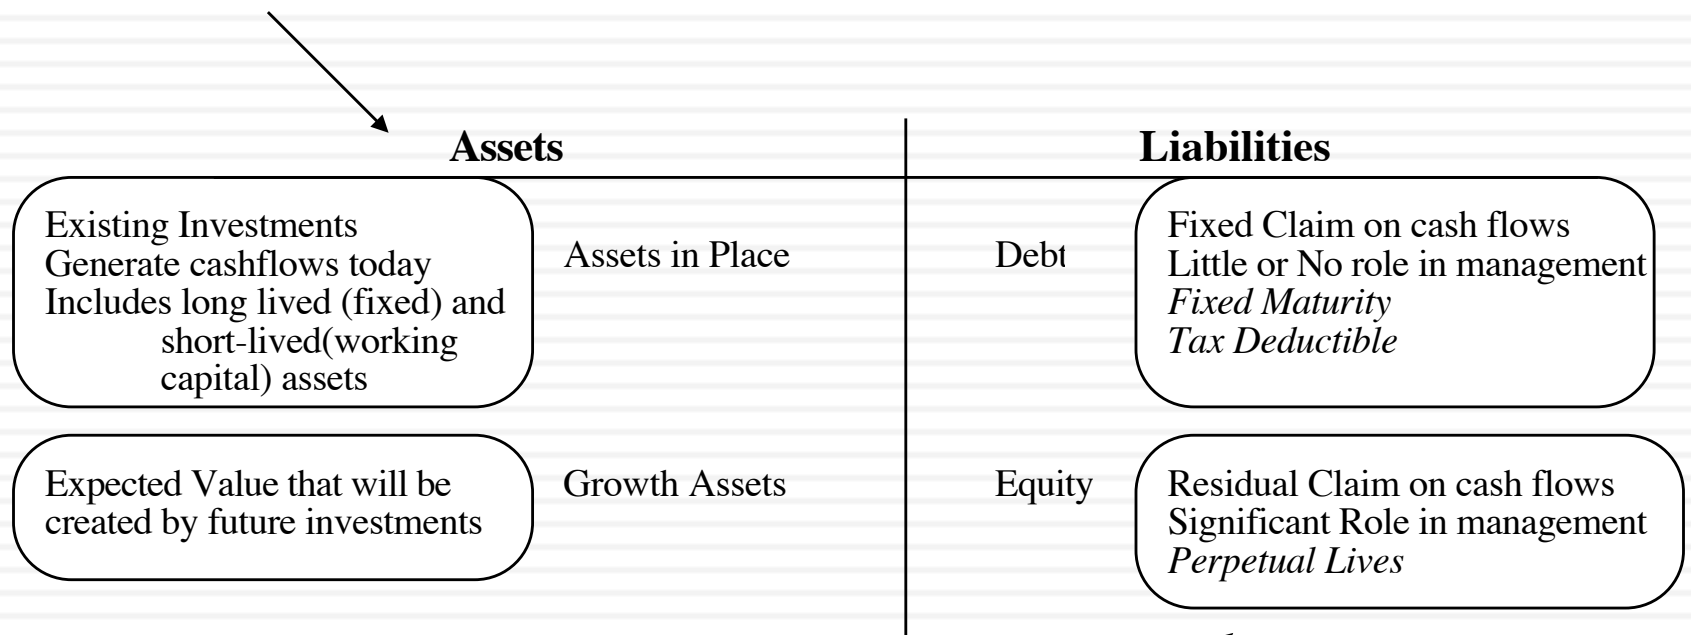 Assets
Liabilities
Existing Investments
Generate cashflows today
Includes long lived (fixed) and
short-lived(working
capital) assets
Assets in Place
Debt
Fixed Claim on cash flows
Little or No role in management
Fixed Maturity
Tax Deductible
Expected Value that will be
created by future investments
Growth Assets
Equity
Residual Claim on cash flows
Significant Role in management
Perpetual Lives